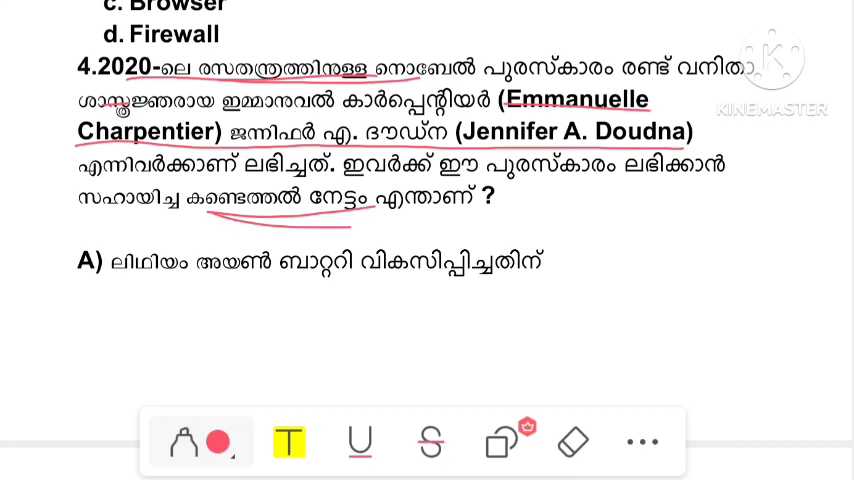 c. Browser
d. Firewall
4.2020-ലെ രസതന്ത്രത്തിനുള്ള നൊബേൽ പുരസ്കാരം രണ്ട് വനിതാ
ശാസ്ത്രജ്ഞരായ ഇമ്മാനുവൽ കാർപ്പെന്റിയർ (Emmanuelle
Charpentier) ജന്നിഫർ എ. ദൗഡ്ന (Jennifer A. Doudna)
എന്നിവർക്കാണ് ലഭിച്ചത്. ഇവർക്ക് ഈ പുരസ്കാരം ലഭിക്കാൻ
സഹായിച്ച കണ്ടെത്തൽ നേട്ടം എന്താണ് ?
A) ലിഥിയം അയൺ ബാറ്ററി വികസിപ്പിച്ചതിന്
KINEMASTER